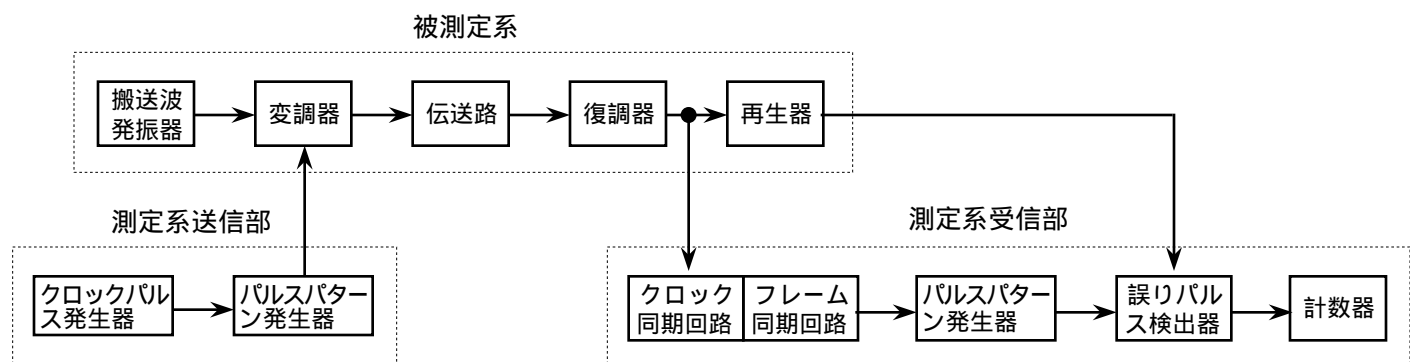 被測定系
搬送波
発振器
変調器
伝送路
復調器
再生器
測定系送信部
測定系受信部
クロックパル
ス発生器
パルスパター
ン発生器
クロック
同期回路
フレーム
同期回路
パルスパター
ン発生器
誤りパル
ス検出器
計数器